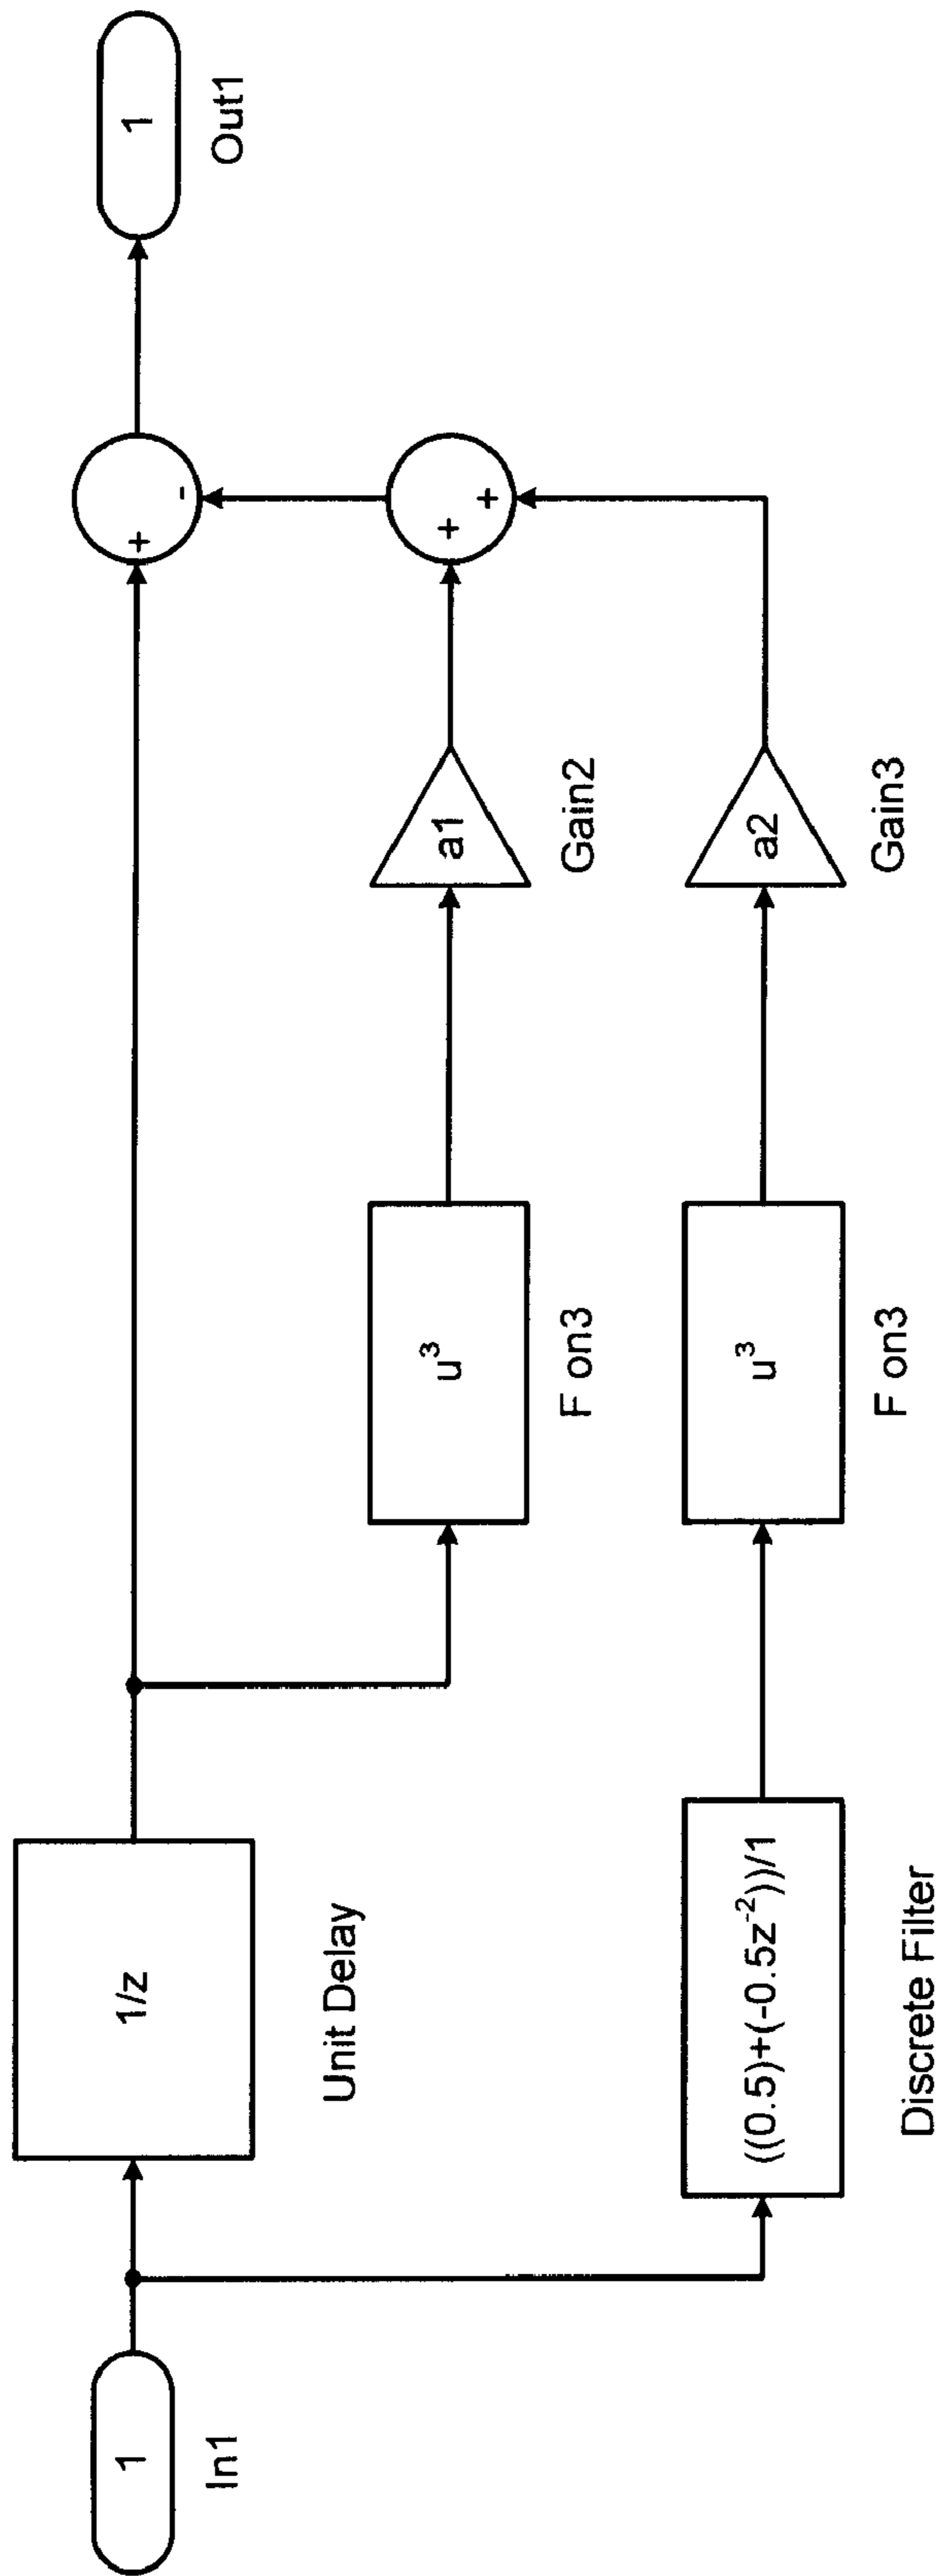 1
In1
1/z
Unit Delay
+
-
1
Out1
u³
F on3
a1
Gain2
+
+
((0.5)+(-0.5z⁻²))/1
Discrete Filter
u³
F on3
a2
Gain3